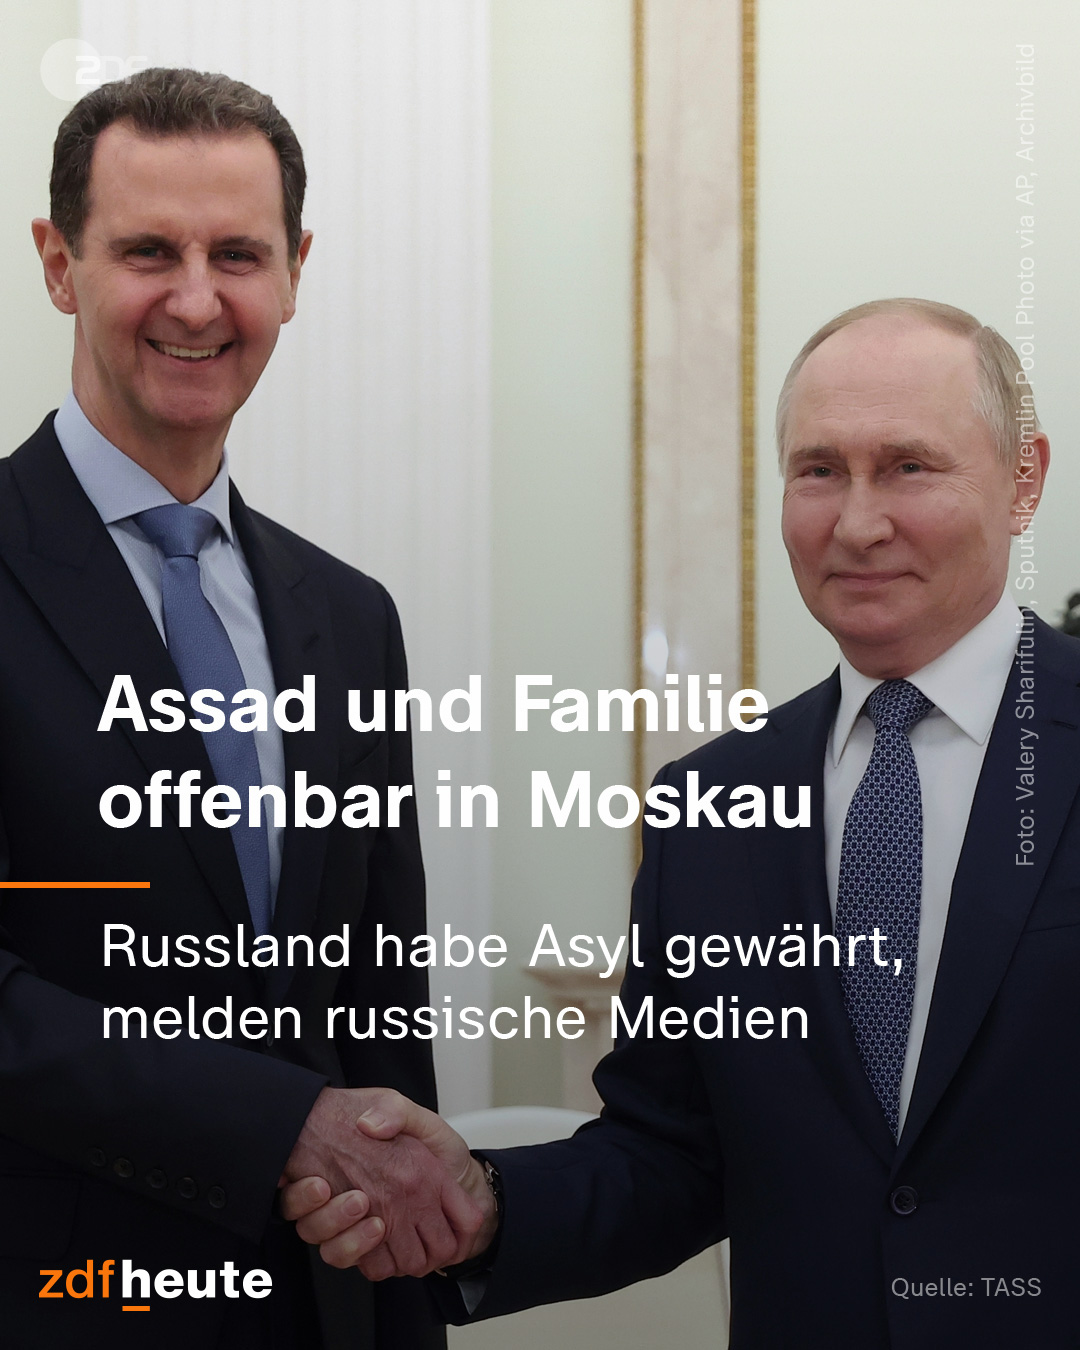 ZDF
Foto: Valery Sharifulin, Sputnik, Kremlin Pool Photo via AP, Archivbild
Assad und Familie
offenbar in Moskau
Russland habe Asyl gewährt,
melden russische Medien
zdfheute
Quelle: TASS